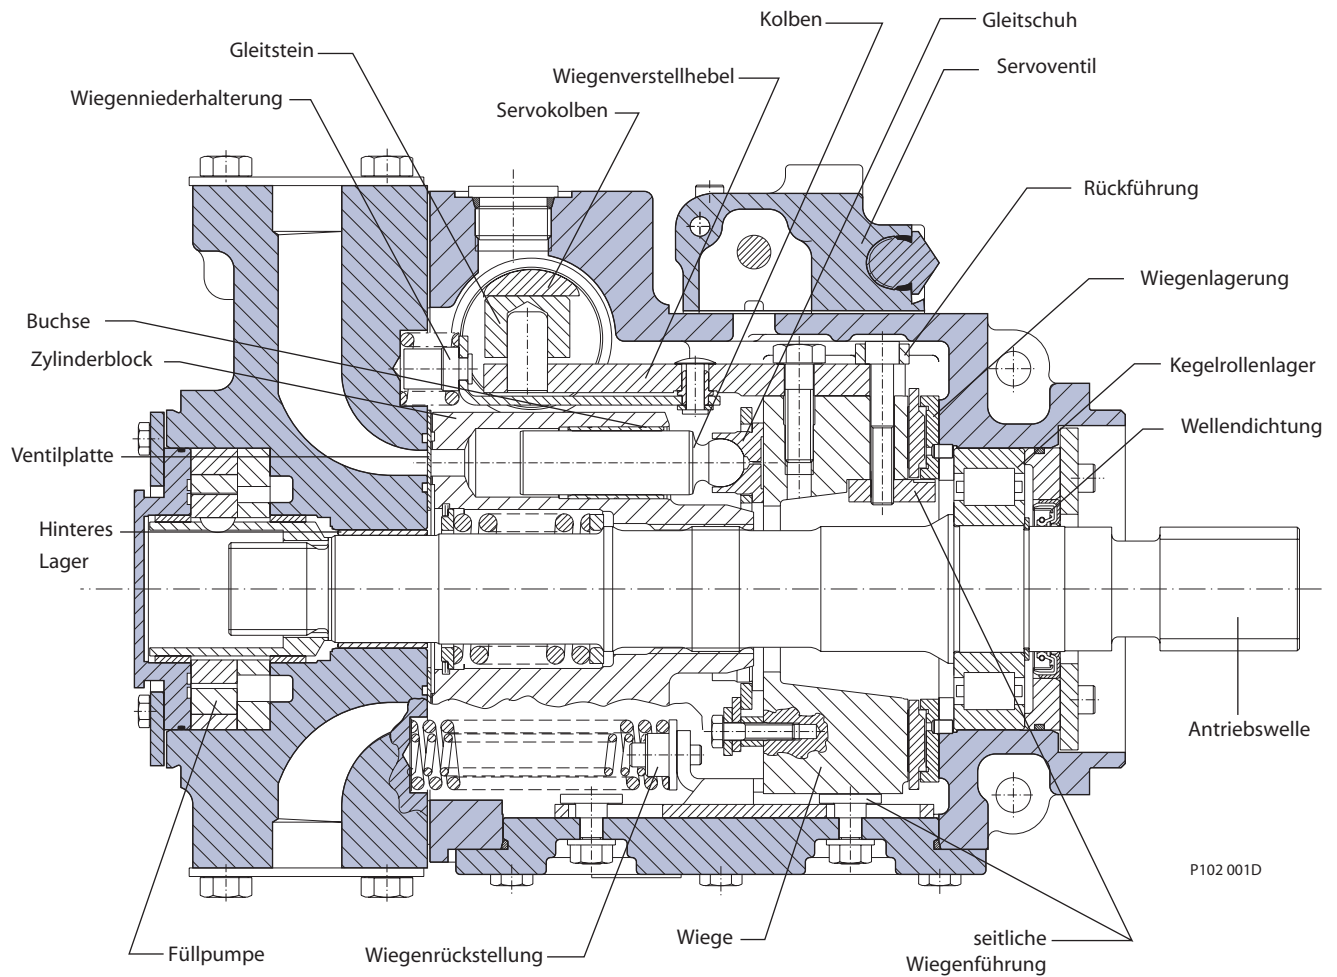 Kolben
Gleitschuh
Gleitstein
Wiegenverstellhebel
Servoventil
Wiegenniederhalterung
Servokolben
Rückführung
Wiegenlagerung
Buchse
Zylinderblock
Kegelrollenlager
Wellendichtung
Ventilplatte
Hinteres
Lager
Antriebswelle
P102 001D
Füllpumpe
Wiegenrückstellung
Wiege
seitliche
Wiegenführung